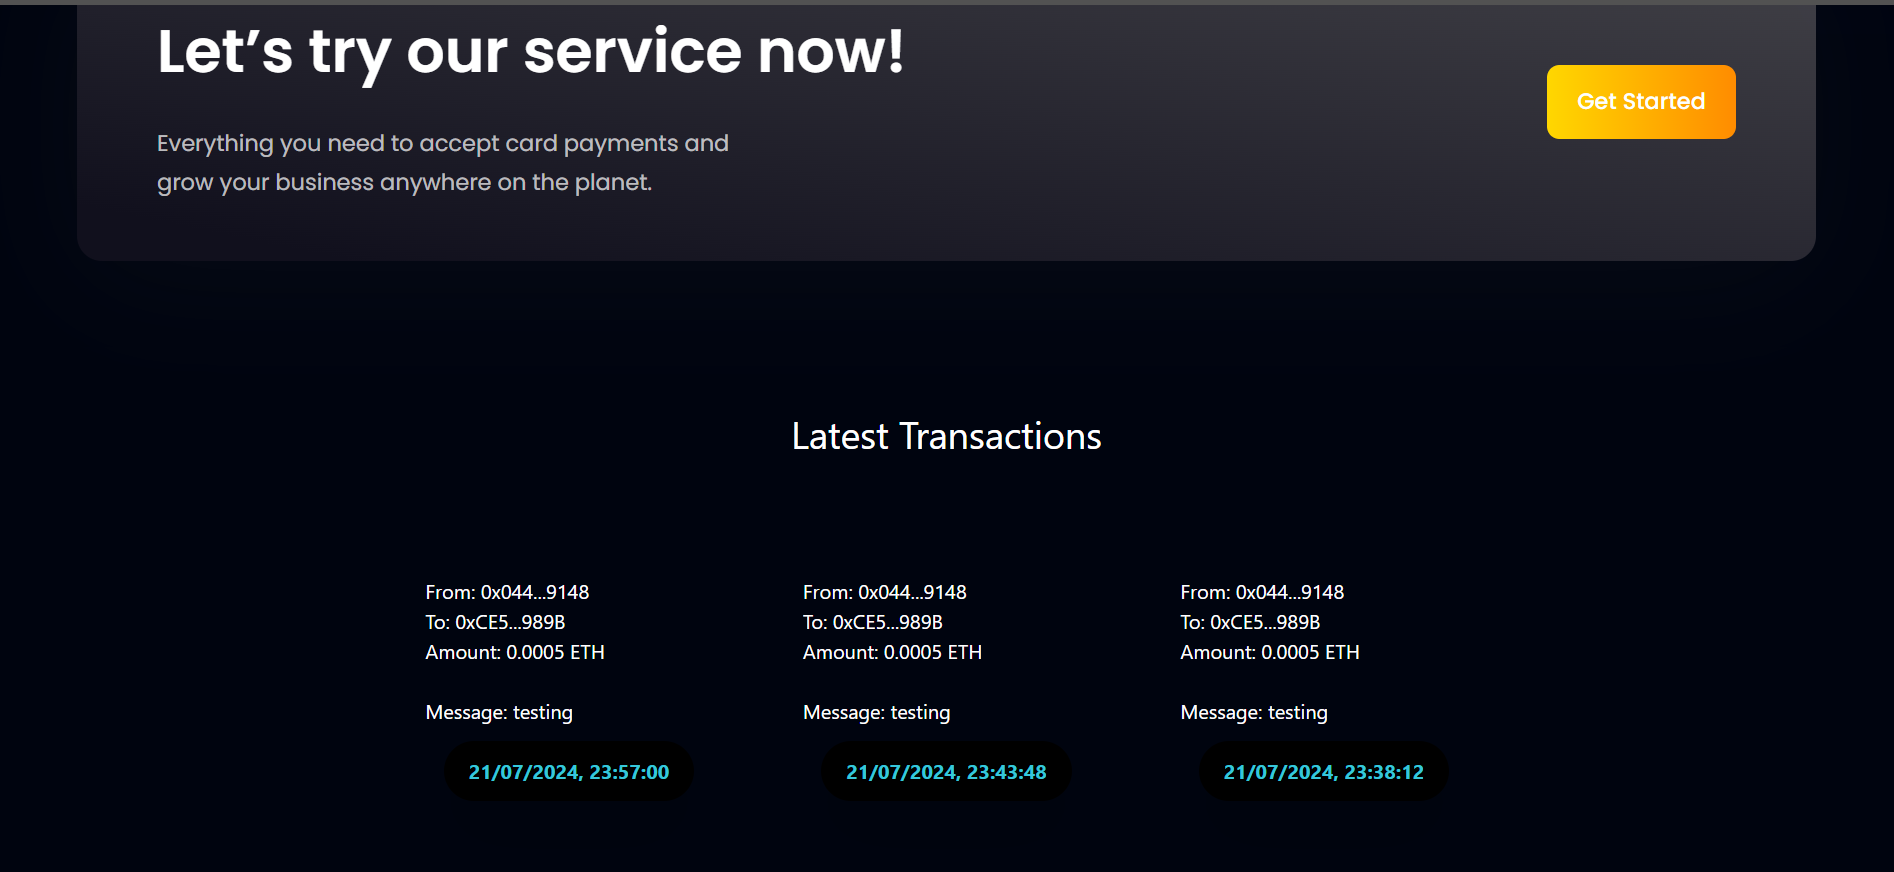 Let’s try our service now!
Get Started
Everything you need to accept card payments and
grow your business anywhere on the planet.
Latest Transactions
From: 0x044...9148
To: 0xCE5...989B
Amount: 0.0005 ETH
Message: testing
21/07/2024, 23:57:00
From: 0x044...9148
To: 0xCE5...989B
Amount: 0.0005 ETH
Message: testing
21/07/2024, 23:43:48
From: 0x044...9148
To: 0xCE5...989B
Amount: 0.0005 ETH
Message: testing
21/07/2024, 23:38:12